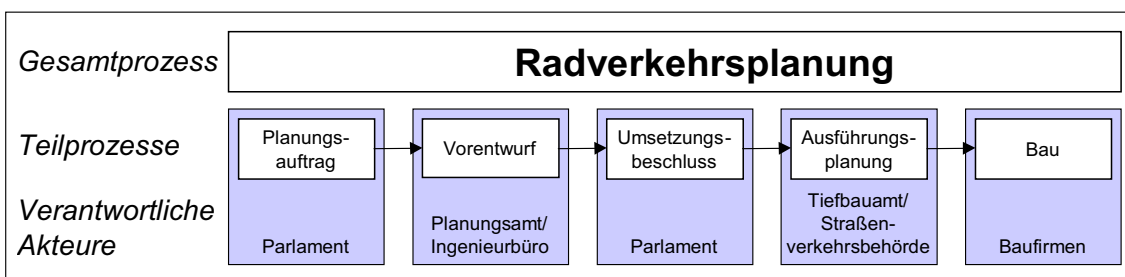 Gesamtprozess
Radverkehrsplanung
Teilprozesse
Planungs-
auftrag
Vorentwurf
Umsetzungs-
beschluss
Ausführungs-
planung
Bau
Verantwortliche
Akteure
Parlament
Planungsamt/
Ingenieurbüro
Parlament
Tiefbauamt/
Straßen-
verkehrsbehörde
Baufirmen